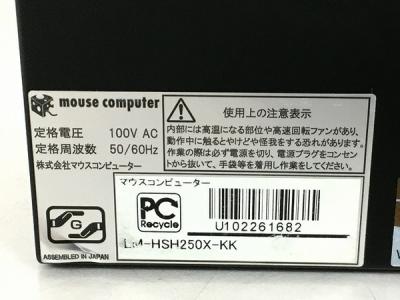 mouse computer
定格電圧 100V AC
定格周波数 50/60Hz
株式会社マウスコンピューター
使用上の注意表示
内部には高温になる部位や高速回転ファンがあり、
動作中に触るとやけどや怪我をする恐れがあります。
作業の際は必ず電源を切り、電源プラグをコンセン
トから抜いて、手袋等を着用し作業をしてください。
G
ASSEMBLED IN JAPAN
マウスコンピューター
PC
Recycle
U102261682
LM-HSH250X-KK